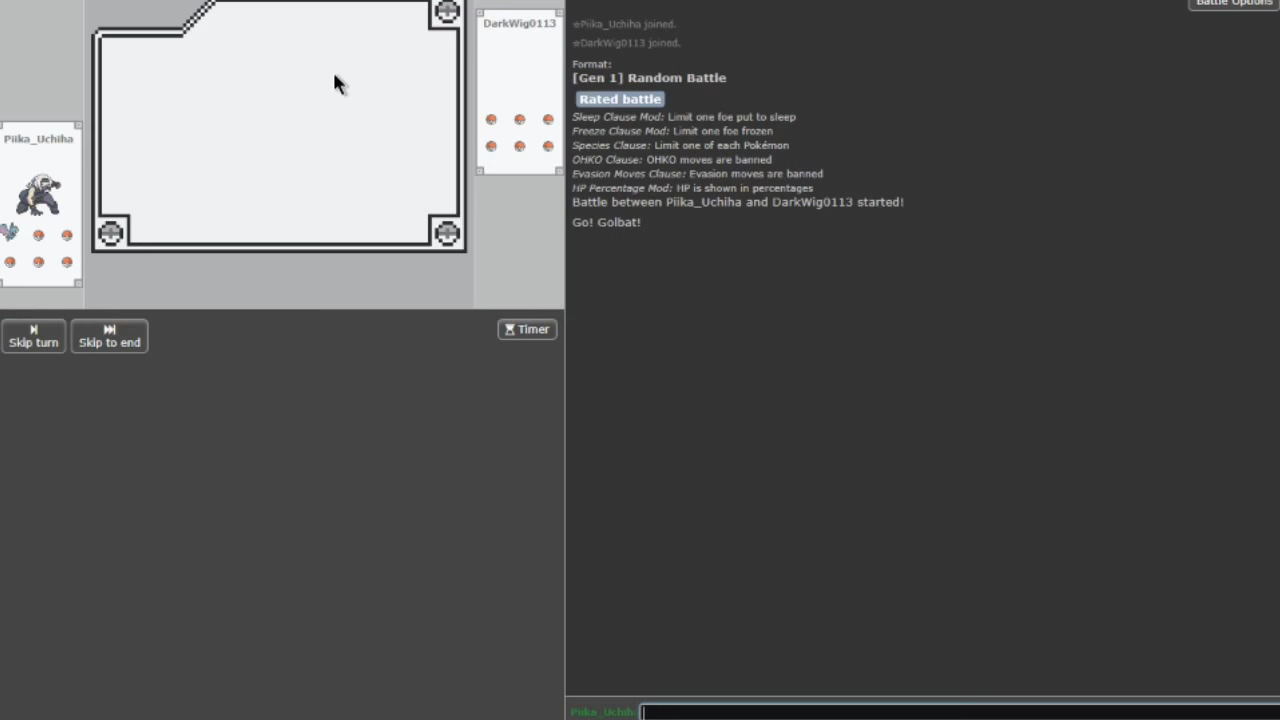 Battle Options
DarkWig0113
Piika_Uchiha
Skip turn
Skip to end
Timer
☆Piika_Uchiha joined.
☆DarkWig0113 joined.
Format:
[Gen 1] Random Battle
Rated battle
Sleep Clause Mod: Limit one foe put to sleep
Freeze Clause Mod: Limit one foe frozen
Species Clause: Limit one of each Pokémon
OHKO Clause: OHKO moves are banned
Evasion Moves Clause: Evasion moves are banned
HP Percentage Mod: HP is shown in percentages
Battle between Piika_Uchiha and DarkWig0113 started!
Go! Golbat!
Piika_Uchih